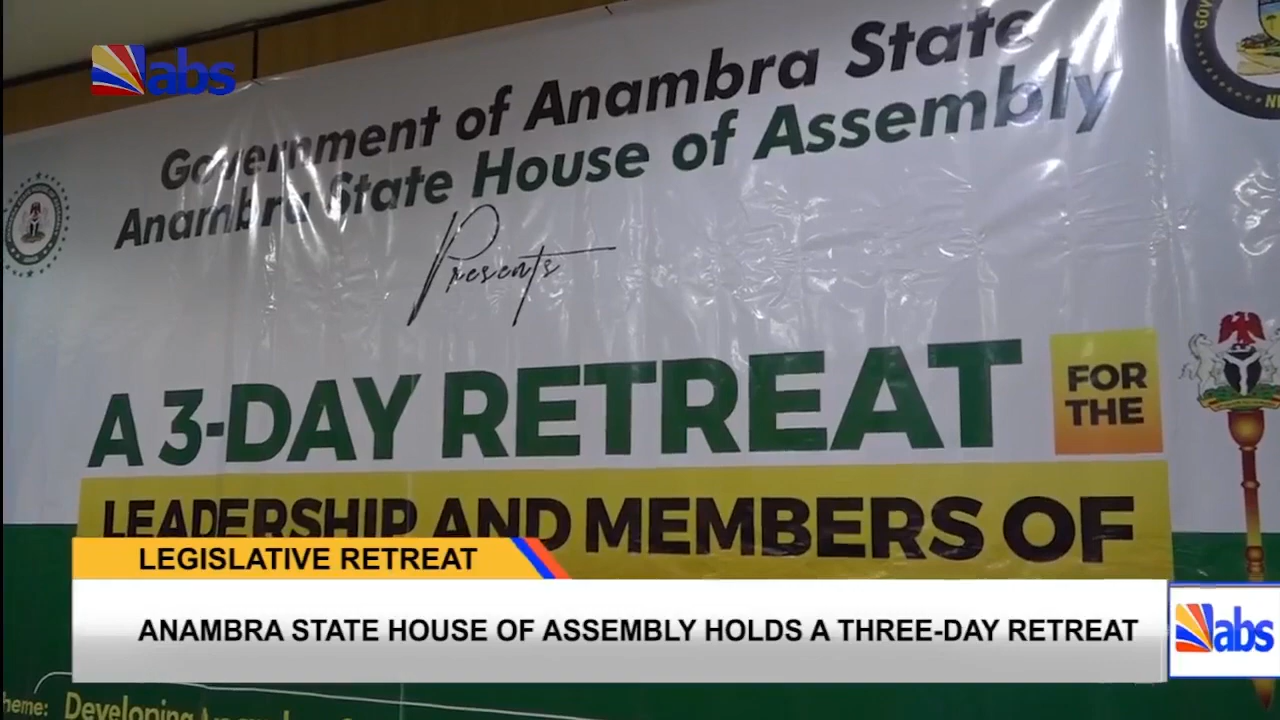 abs
Government of Anambra State
Anambra State House of Assembly
Presents
A 3-DAY RETREAT
FOR
THE
LEADERSHIP AND MEMBERS OF
LEGISLATIVE RETREAT
ANAMBRA STATE HOUSE OF ASSEMBLY HOLDS A THREE-DAY RETREAT
abs
heme: Developing